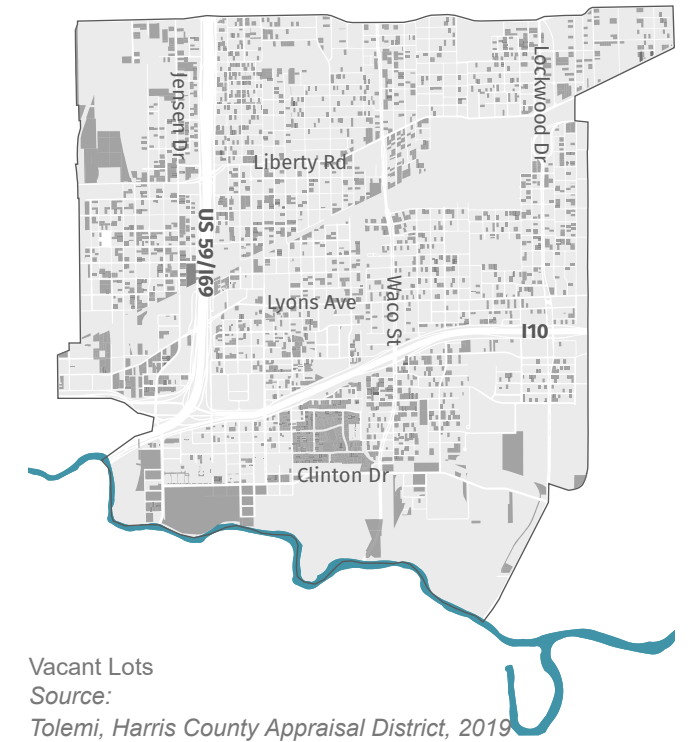 Jensen Dr
Lockwood Dr
Liberty Rd
US 59/I69
Lyons Ave
Waco St
I10
Clinton Dr
Vacant Lots
Source:
Tolemi, Harris County Appraisal District, 2019